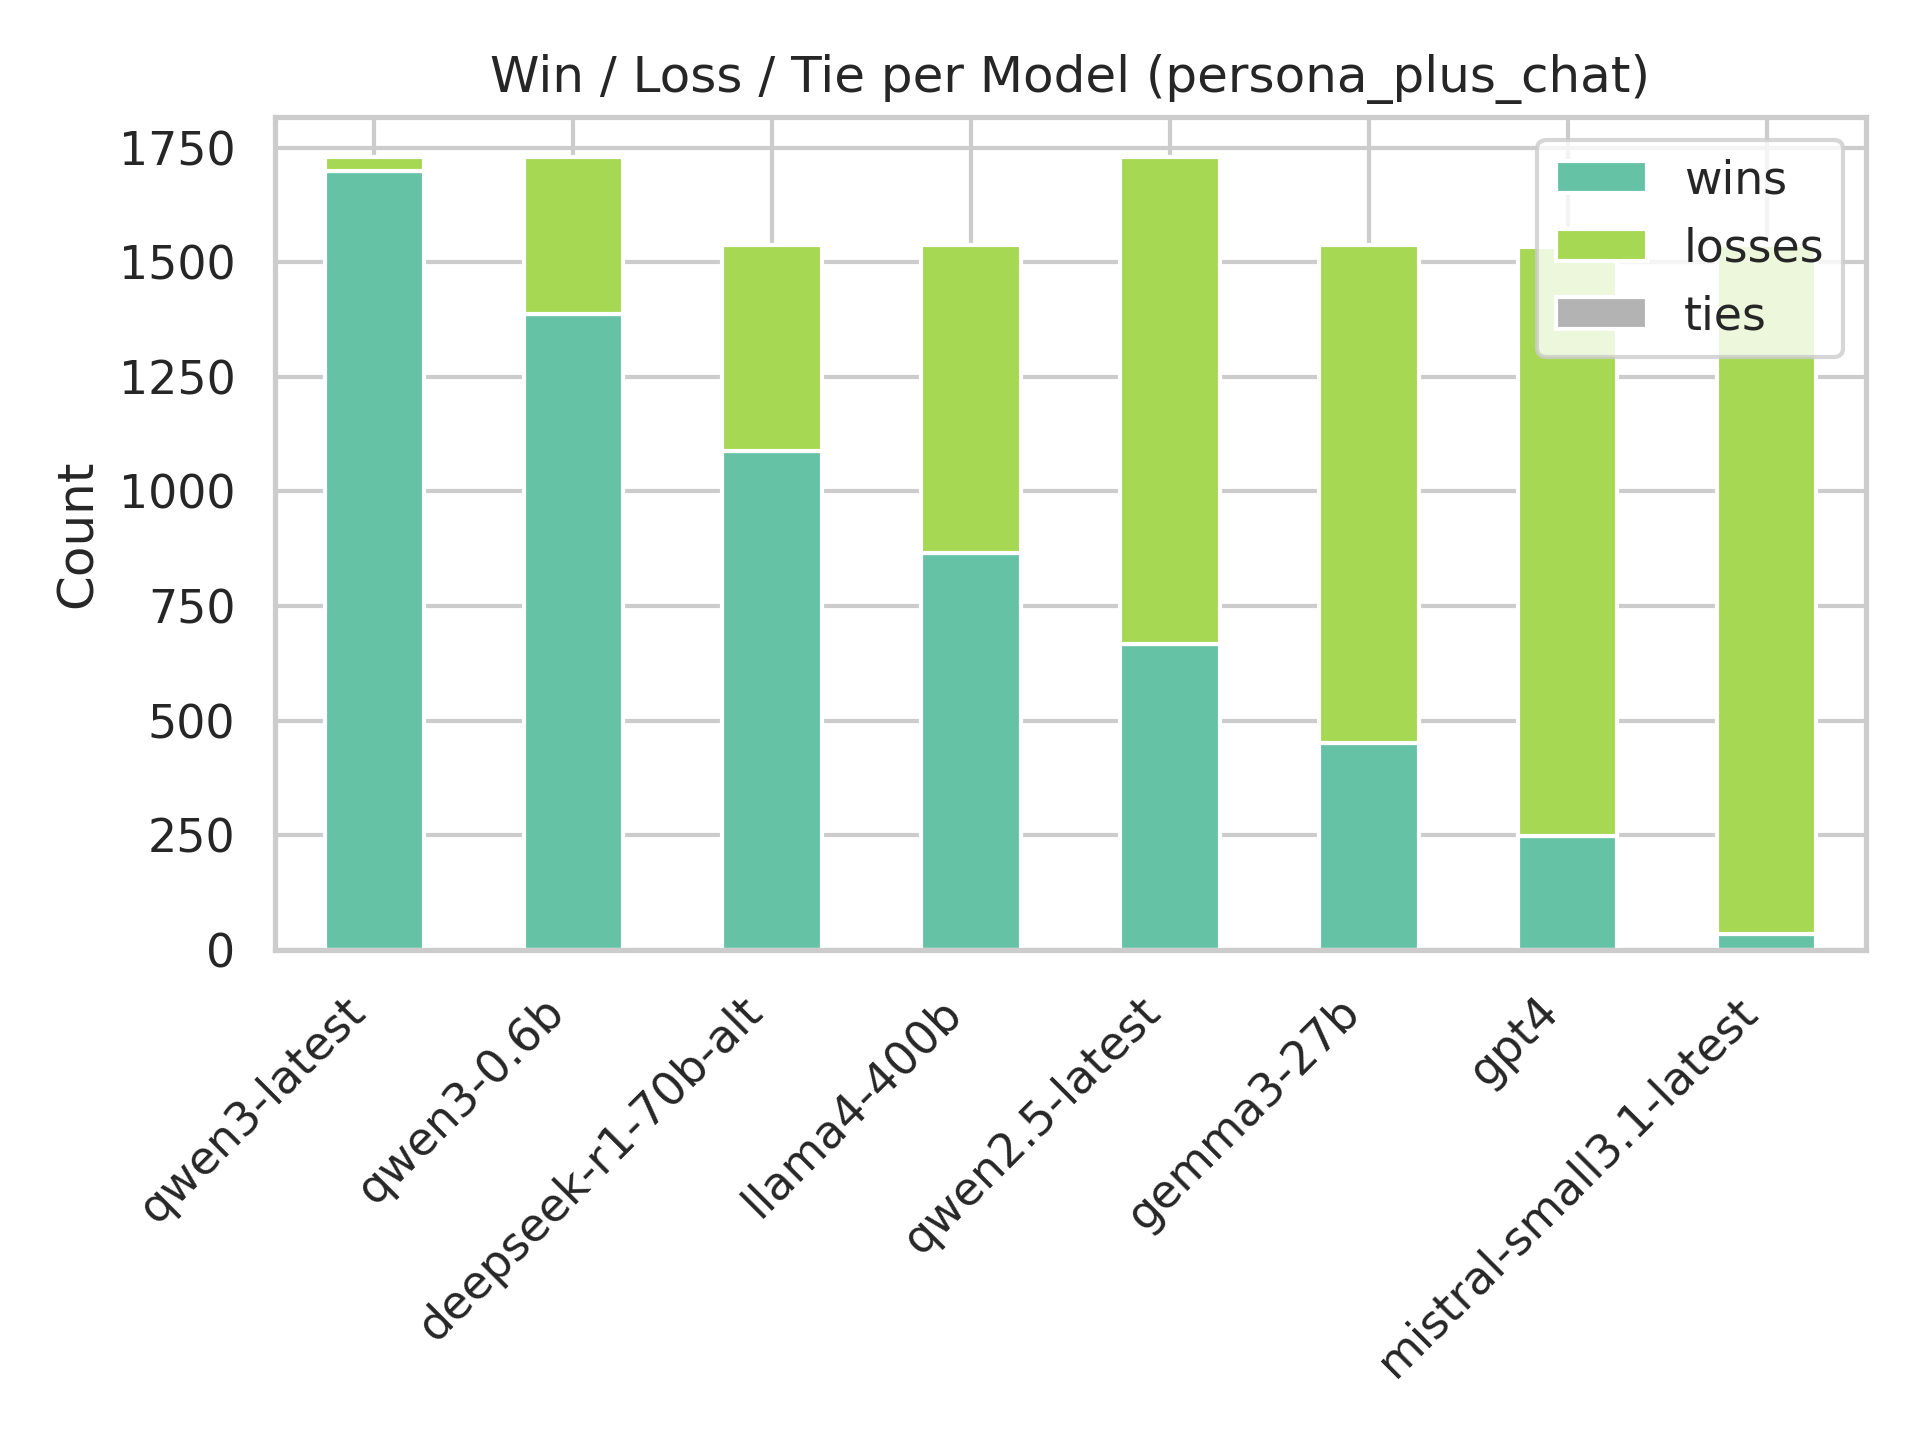 Win / Loss / Tie per Model (persona_plus_chat)
1750
1500
1250
1000
750
500
250
0
Count
wins
losses
ties
qwen3-latest
qwen3-0.6b
deepseek-r1-70b-alt
llama4-400b
qwen2.5-latest
gemma3-27b
gpt4
mistral-small3.1-latest